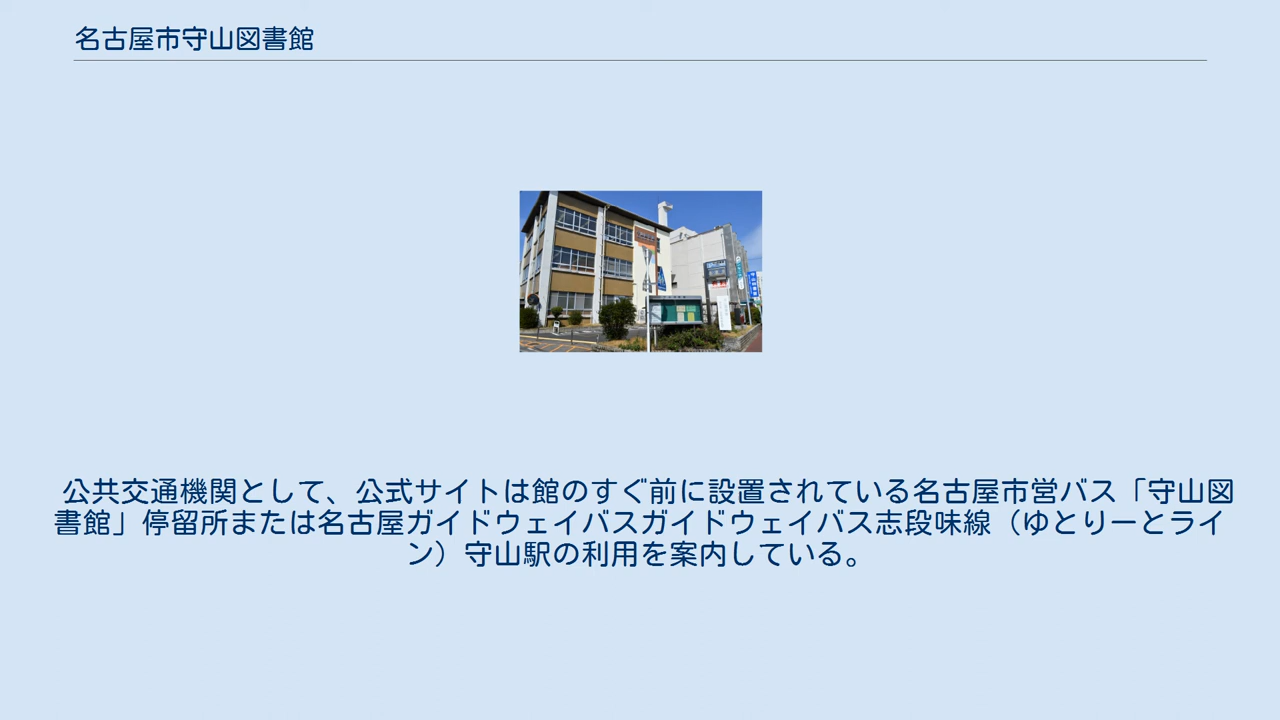 名古屋市守山図書館
公共交通機関として、公式サイトは館のすぐ前に設置されている名古屋市営バス「守山図
書館」停留所または名古屋ガイドウェイバスガイドウェイバス志段味線（ゆとりーとライ
ン）守山駅の利用を案内している。